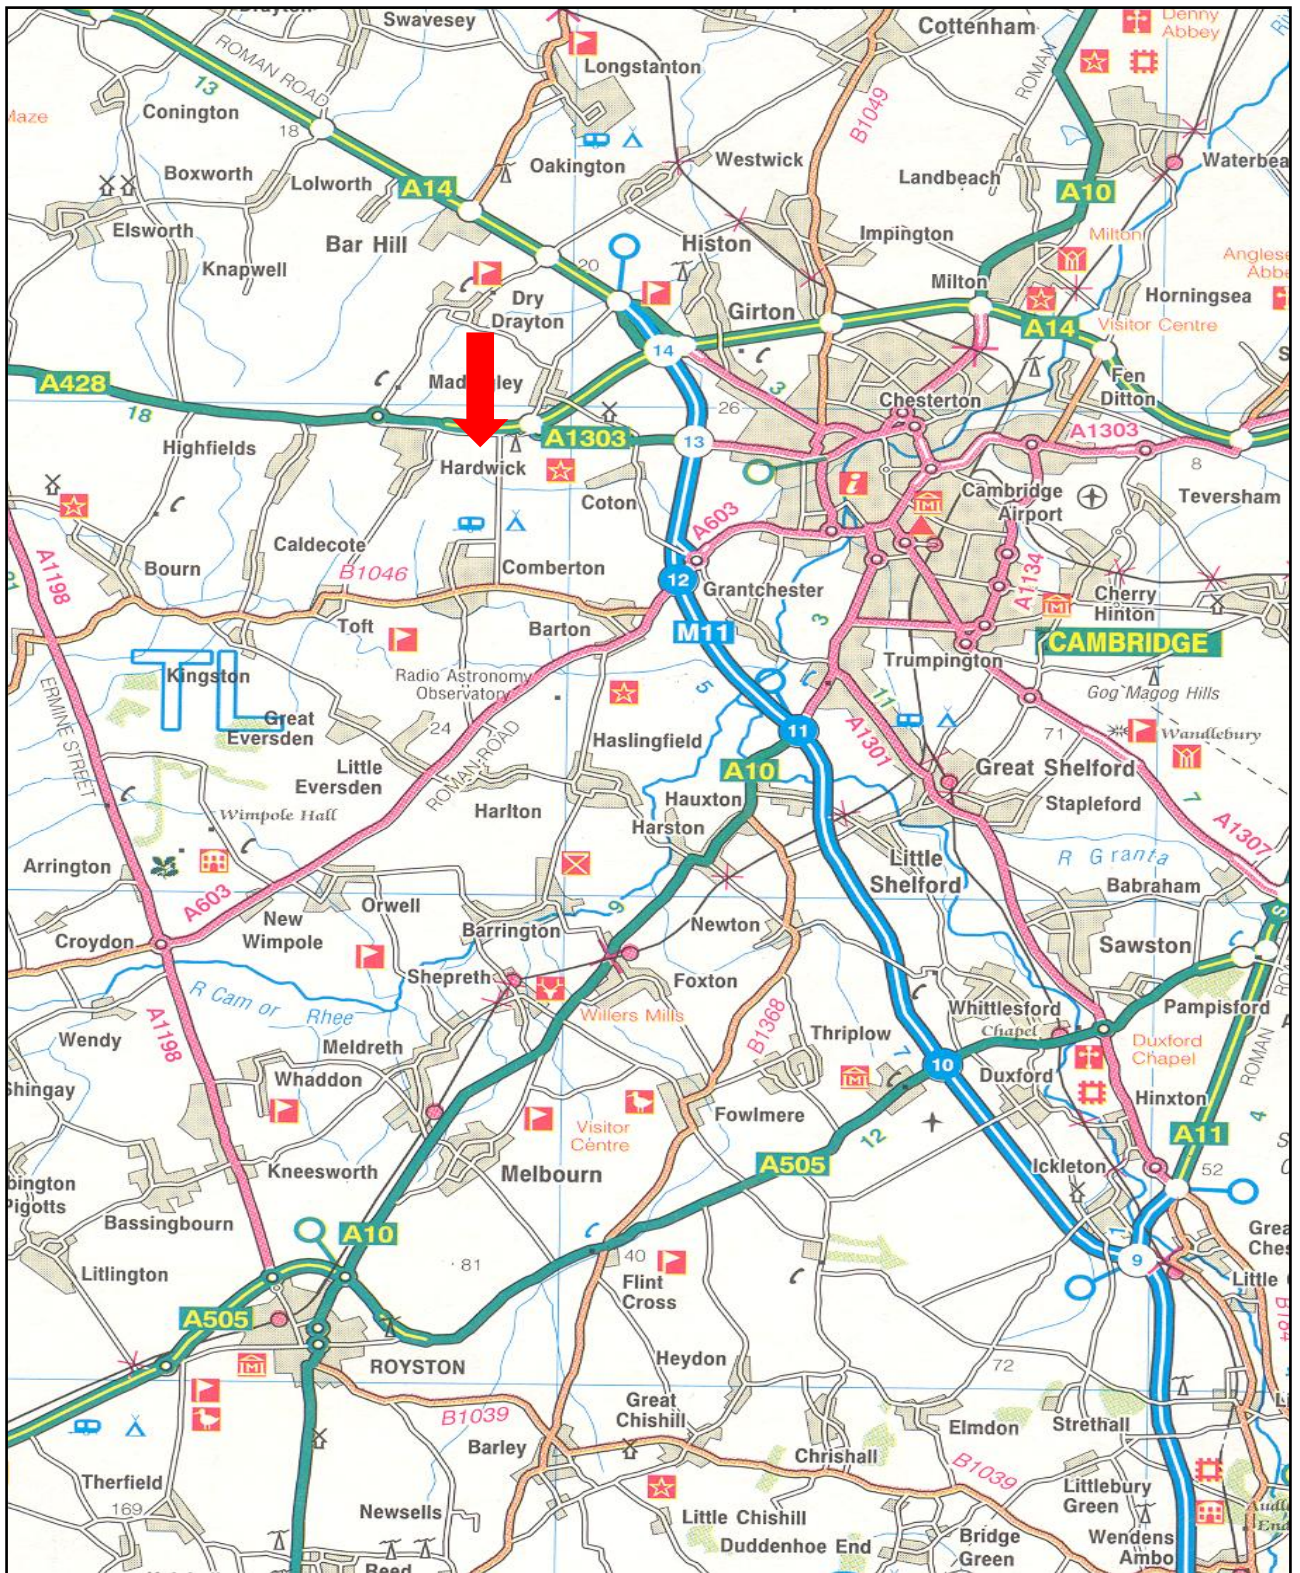 Swavesey
Cottenham
Denny
Abbey
Longstanton
ROMAN ROAD
13
ROMAN
Conington
18
B1049
Maze
Boxworth
Lolworth
A14
Oakington
Westwick
Landbeach
A10
Elsworth
Bar Hill
Histon
Impington
Milton
Knapwell
20
Dry
Drayton
Girton
Milton
Horningsea
A14
Visitor Centre
14
A428
18
3
Fen
Ditton
26
Chesterton
Highfields
A1303
13
A1303
8
Hardwick
Coton
Cambridge
Airport
Teversham
A603
Caldecote
A1198
Bourn
B1046
Comberton
12
Grantchester
A1134
Cherry
Hinton
Toft
Barton
M11
3
CAMBRIDGE
TL
Kingston
Radio Astronomy
Observatory
Trumpington
Gog Magog Hills
ERMINE STREET
Great
Eversden
24
5
11
11
A1301
71
Wandlebury
Haslingfield
ROMAN ROAD
Little
Eversden
A10
Great Shelford
Wimpole Hall
Harlton
Hauxton
Stapleford
7
Harston
A1307
Arrington
Little
Shelford
R Granta
Babraham
A603
Orwell
9
New
Wimpole
Barrington
Newton
Croydon
Sawston
Shepreth
Foxton
R Cam or Rhee
Whittlesford
Pampisford
Willers Mills
B1368
Thriplow
Chapel
A1198
Wendy
Meldreth
7
10
Duxford
Chapel
ROMAN
Shingay
Whaddon
Duxford
Hinxton
Fowlmere
4
Visitor
Centre
12
A11
Kneesworth
Melbourn
A505
Ickleton
52
Pigotts
Bassingbourn
A10
1
Litlington
81
40
9
Flint
Cross
Little
A505
B184
ROYSTON
Heydon
72
B1039
Great
Chishill
Elmdon
Strethall
Barley
Chrishall
B1039
Therfield
Littlebury
Green
169
Newsells
Little Chishill
Duddenhoe End
Bridge
Green
Wendens
Ambo
Reed